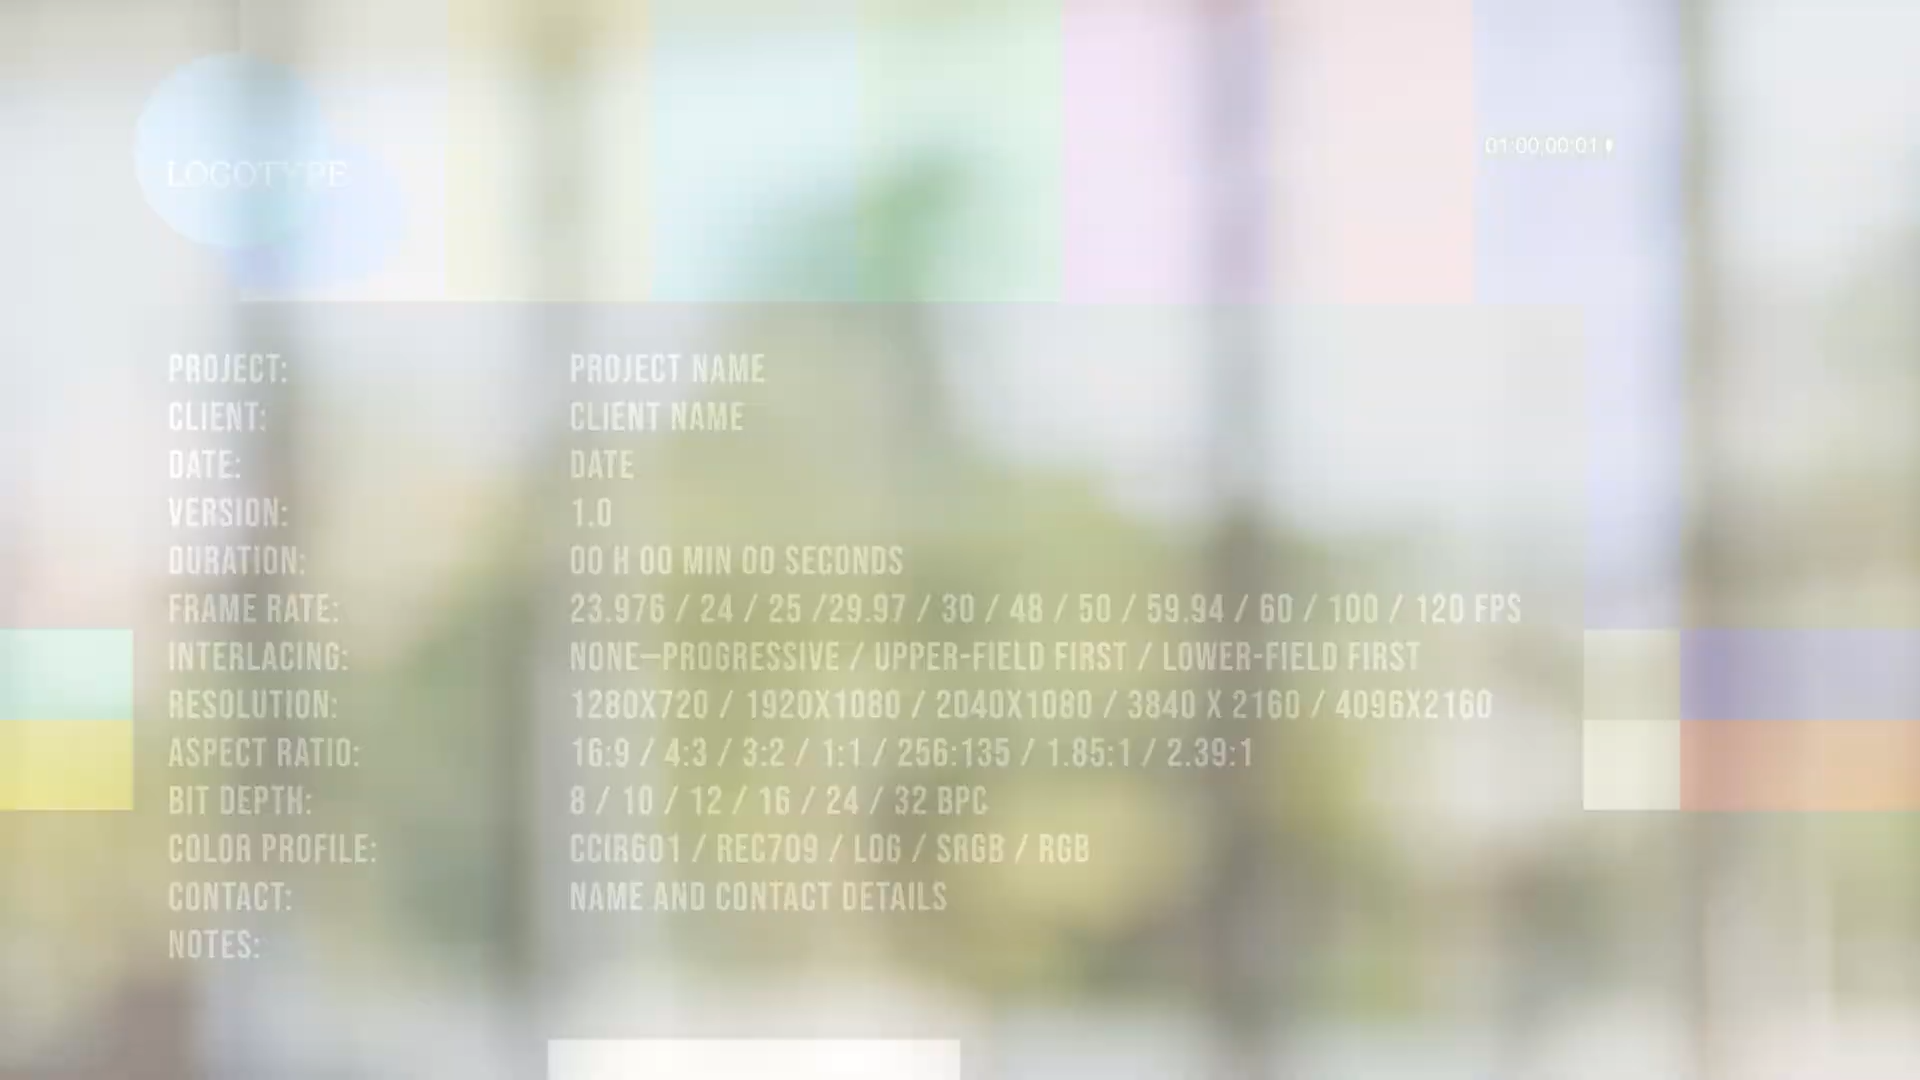 LOGOTYPE
01:00:00:01
PROJECT: PROJECT NAME
CLIENT: CLIENT NAME
DATE: DATE
VERSION: 1.0
DURATION: 00 H 00 MIN 00 SECONDS
FRAME RATE: 23.976 / 24 / 25 /29.97 / 30 / 48 / 50 / 59.94 / 60 / 100 / 120 FPS
INTERLACING: NONE—PROGRESSIVE / UPPER-FIELD FIRST / LOWER-FIELD FIRST
RESOLUTION: 1280X720 / 1920X1080 / 2040X1080 / 3840 X 2160 / 4096X2160
ASPECT RATIO: 16:9 / 4:3 / 3:2 / 1:1 / 256:135 / 1.85:1 / 2.39:1
BIT DEPTH: 8 / 10 / 12 / 16 / 24 / 32 BPC
COLOR PROFILE: CCIR601 / REC709 / LOG / SRGB / RGB
CONTACT: NAME AND CONTACT DETAILS
NOTES: